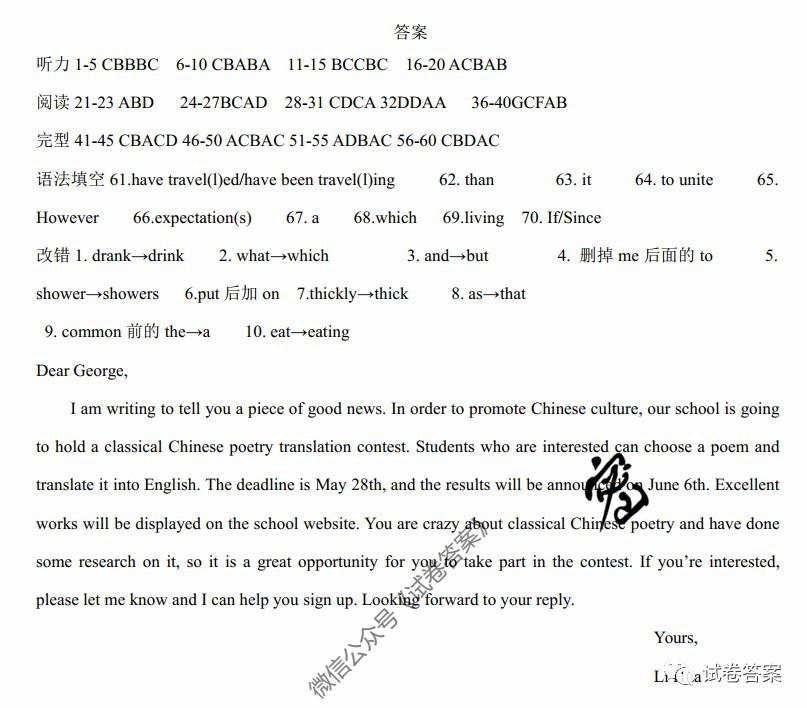 答案
听力 1-5 CBBBC 6-10 CBABA 11-15 BCCBC 16-20 ACBAB
阅读 21-23 ABD 24-27BCAD 28-31 CDCA 32DDAA 36-40GCFAB
完型 41-45 CBACD 46-50 ACBAC 51-55 ADBAC 56-60 CBDAC
语法填空 61.have travel(l)ed/have been travel(l)ing 62. than 63. it 64. to unite 65.
However 66.expectation(s) 67. a 68.which 69.living 70. If/Since
改错 1. drank→drink 2. what→which 3. and→but 4. 删掉 me 后面的 to 5.
shower→showers 6.put 后加 on 7.thickly→thick 8. as→that
9. common 前的 the→a 10. eat→eating
Dear George,
I am writing to tell you a piece of good news. In order to promote Chinese culture, our school is going
to hold a classical Chinese poetry translation contest. Students who are interested can choose a poem and
translate it into English. The deadline is May 28th, and the results will be announced on June 6th. Excellent
works will be displayed on the school website. You are crazy about classical Chinese poetry and have done
some research on it, so it is a great opportunity for you to take part in the contest. If you're interested,
please let me know and I can help you sign up. Looking forward to your reply.
Yours,
Li
微信公众号《试卷答案》
试卷答案